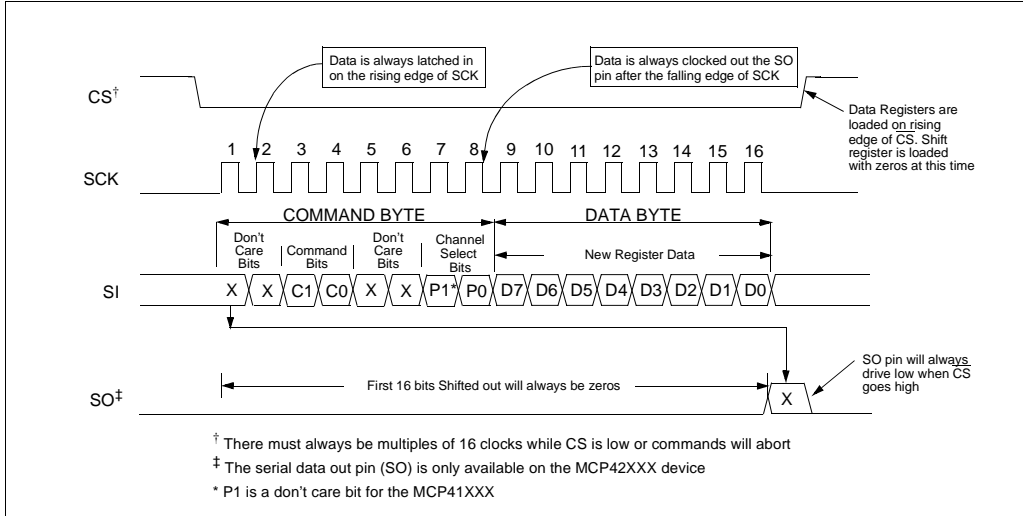 Data is always latched in
on the rising edge of SCK
Data is always clocked out the SO
pin after the falling edge of SCK
CS†
Data Registers are
loaded on rising
edge of CS. Shift
register is loaded
with zeros at this time
1 2 3 4 5 6 7 8 9 10 11 12 13 14 15 16
SCK
COMMAND BYTE DATA BYTE
Don't
Care
Bits
Command
Bits
Don't
Care
Bits
Channel
Select
Bits
New Register Data
SI X X C1 C0 X X P1* P0 D7 D6 D5 D4 D3 D2 D1 D0
SO pin will always
drive low when CS
goes high
First 16 bits Shifted out will always be zeros
SO‡ X
† There must always be multiples of 16 clocks while CS is low or commands will abort
‡ The serial data out pin (SO) is only available on the MCP42XXX device
* P1 is a don't care bit for the MCP41XXX